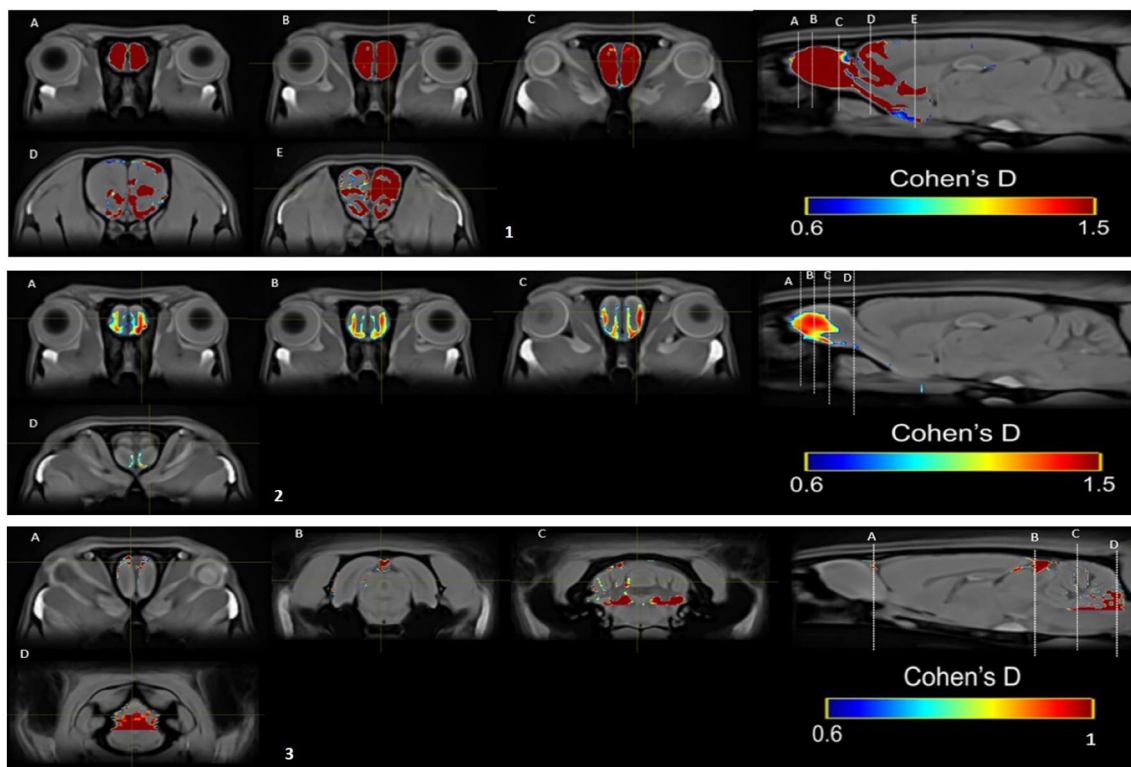 A B C A B C D E
D E 1
Cohen's D
0.6 1.5
A B C A B C D
D 2
Cohen's D
0.6 1.5
A B C A B C D
D 3
Cohen's D
0.6 1